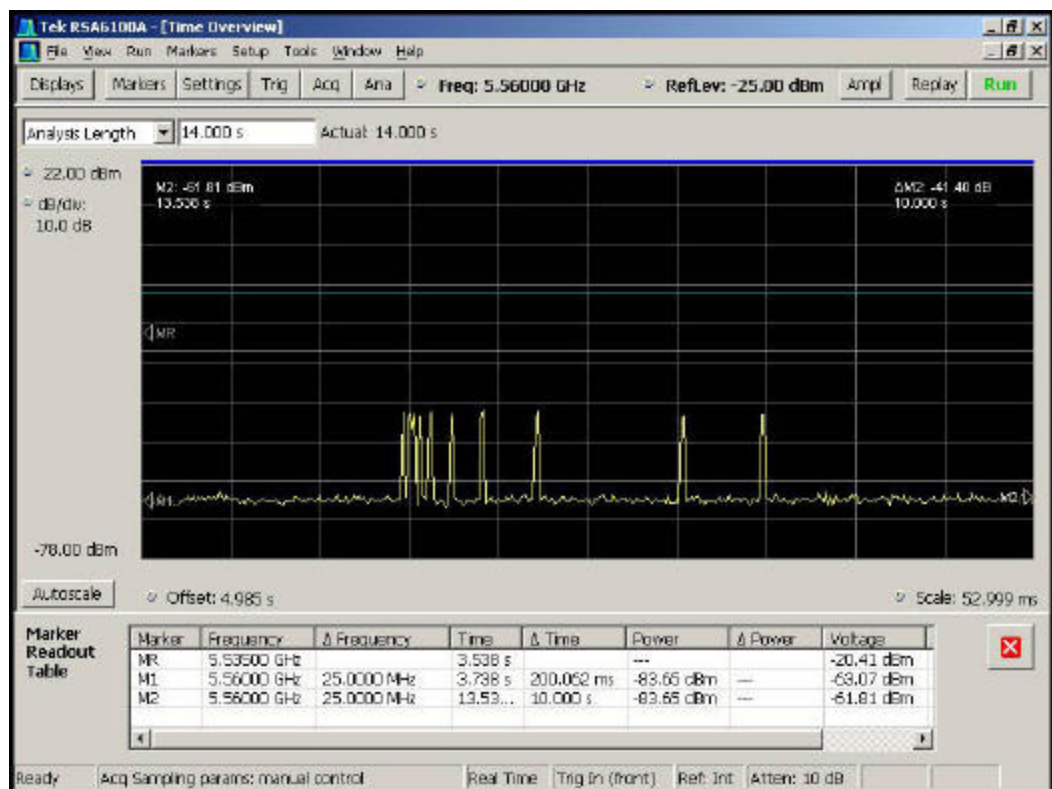 Tek RSA6100A - [Time Overview]
File View Run Markers Setup Tools Window Help
Displays Markers Settings Trig Acq Ana Freq: 5.56000 GHz RefLev: -25.00 dBm Ampl Replay Run
Analysis Length 14.000 s Actual: 14.000 s
22.00 dBm
dB/div:
10.0 dB
M2: -61.81 dBm
13.538 s
ΔM2: -41.40 dB
10.000 s
MR
M2
-78.00 dBm
Autoscale Offset: 4.985 s Scale: 52.999 ms
Marker Readout Table
Marker Frequency Δ Frequency Time Δ Time Power Δ Power Voltage
MR 5.53500 GHz 3.538 s --- -20.41 dBm
M1 5.56000 GHz 25.0000 MHz 3.738 s 200.062 ms -83.65 dBm --- -63.07 dBm
M2 5.56000 GHz 25.0000 MHz 13.53... 10.000 s -83.65 dBm --- -61.81 dBm
Ready Acq Sampling params: manual control Real Time Trig In (front) Ref: Int Atten: 10 dB